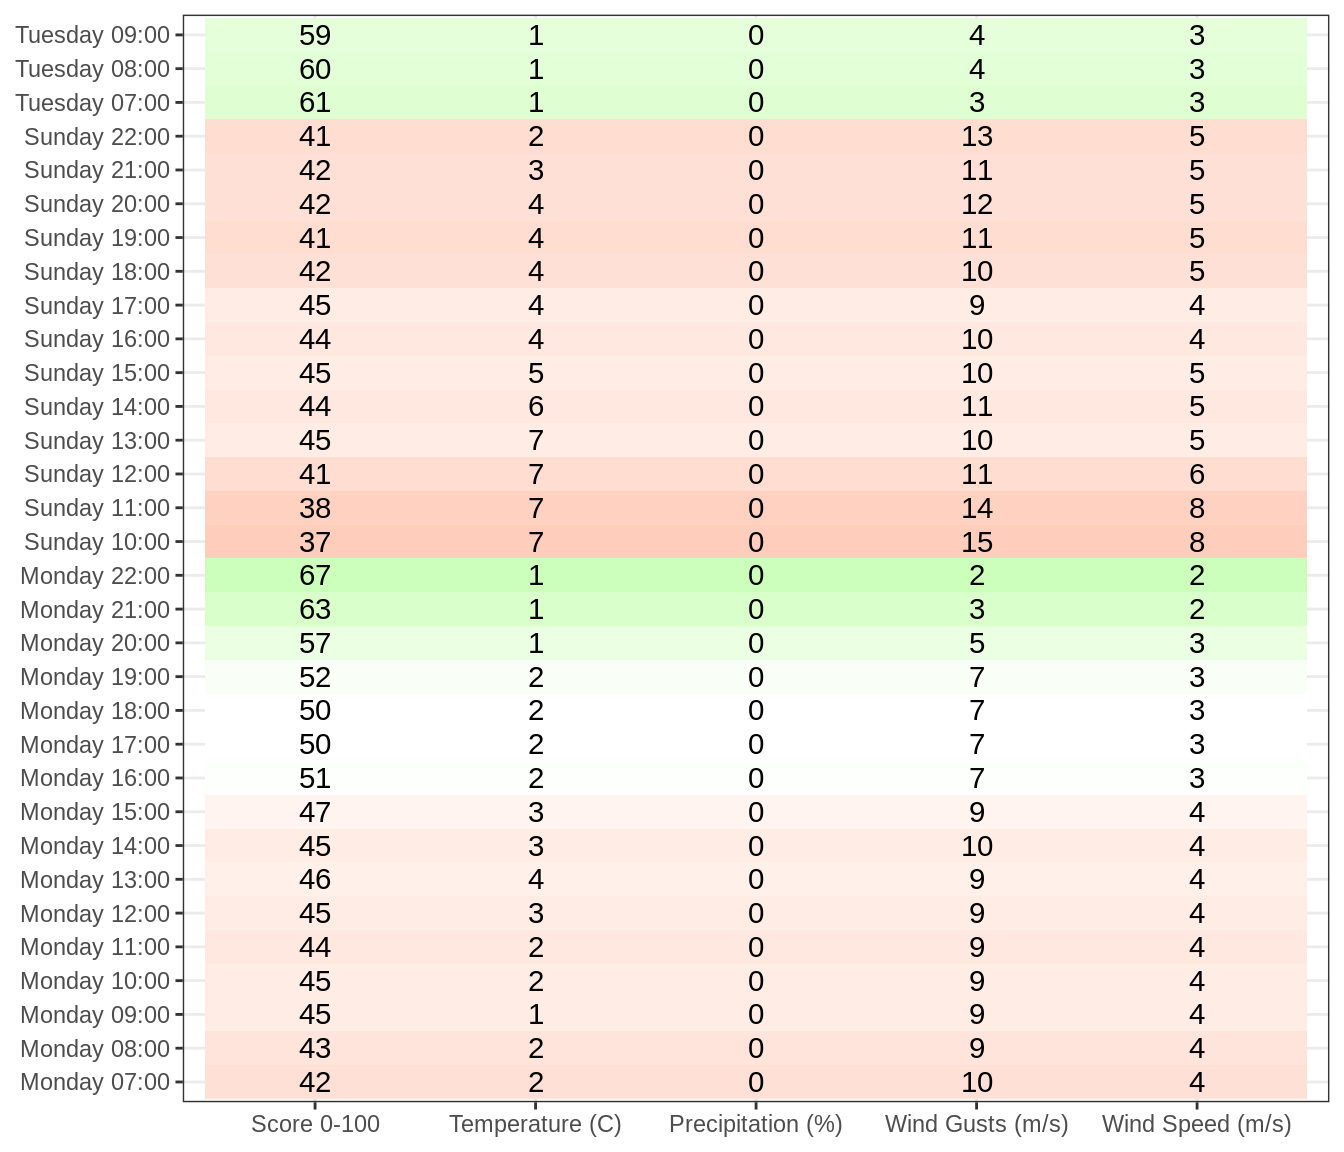 Tuesday 09:00 59 1 0 4 3
Tuesday 08:00 60 1 0 4 3
Tuesday 07:00 61 1 0 3 3
Sunday 22:00 41 2 0 13 5
Sunday 21:00 42 3 0 11 5
Sunday 20:00 42 4 0 12 5
Sunday 19:00 41 4 0 11 5
Sunday 18:00 42 4 0 10 5
Sunday 17:00 45 4 0 9 4
Sunday 16:00 44 4 0 10 4
Sunday 15:00 45 5 0 10 5
Sunday 14:00 44 6 0 11 5
Sunday 13:00 45 7 0 10 5
Sunday 12:00 41 7 0 11 6
Sunday 11:00 38 7 0 14 8
Sunday 10:00 37 7 0 15 8
Monday 22:00 67 1 0 2 2
Monday 21:00 63 1 0 3 2
Monday 20:00 57 1 0 5 3
Monday 19:00 52 2 0 7 3
Monday 18:00 50 2 0 7 3
Monday 17:00 50 2 0 7 3
Monday 16:00 51 2 0 7 3
Monday 15:00 47 3 0 9 4
Monday 14:00 45 3 0 10 4
Monday 13:00 46 4 0 9 4
Monday 12:00 45 3 0 9 4
Monday 11:00 44 2 0 9 4
Monday 10:00 45 2 0 9 4
Monday 09:00 45 1 0 9 4
Monday 08:00 43 2 0 9 4
Monday 07:00 42 2 0 10 4
Score 0-100 Temperature (C) Precipitation (%) Wind Gusts (m/s) Wind Speed (m/s)